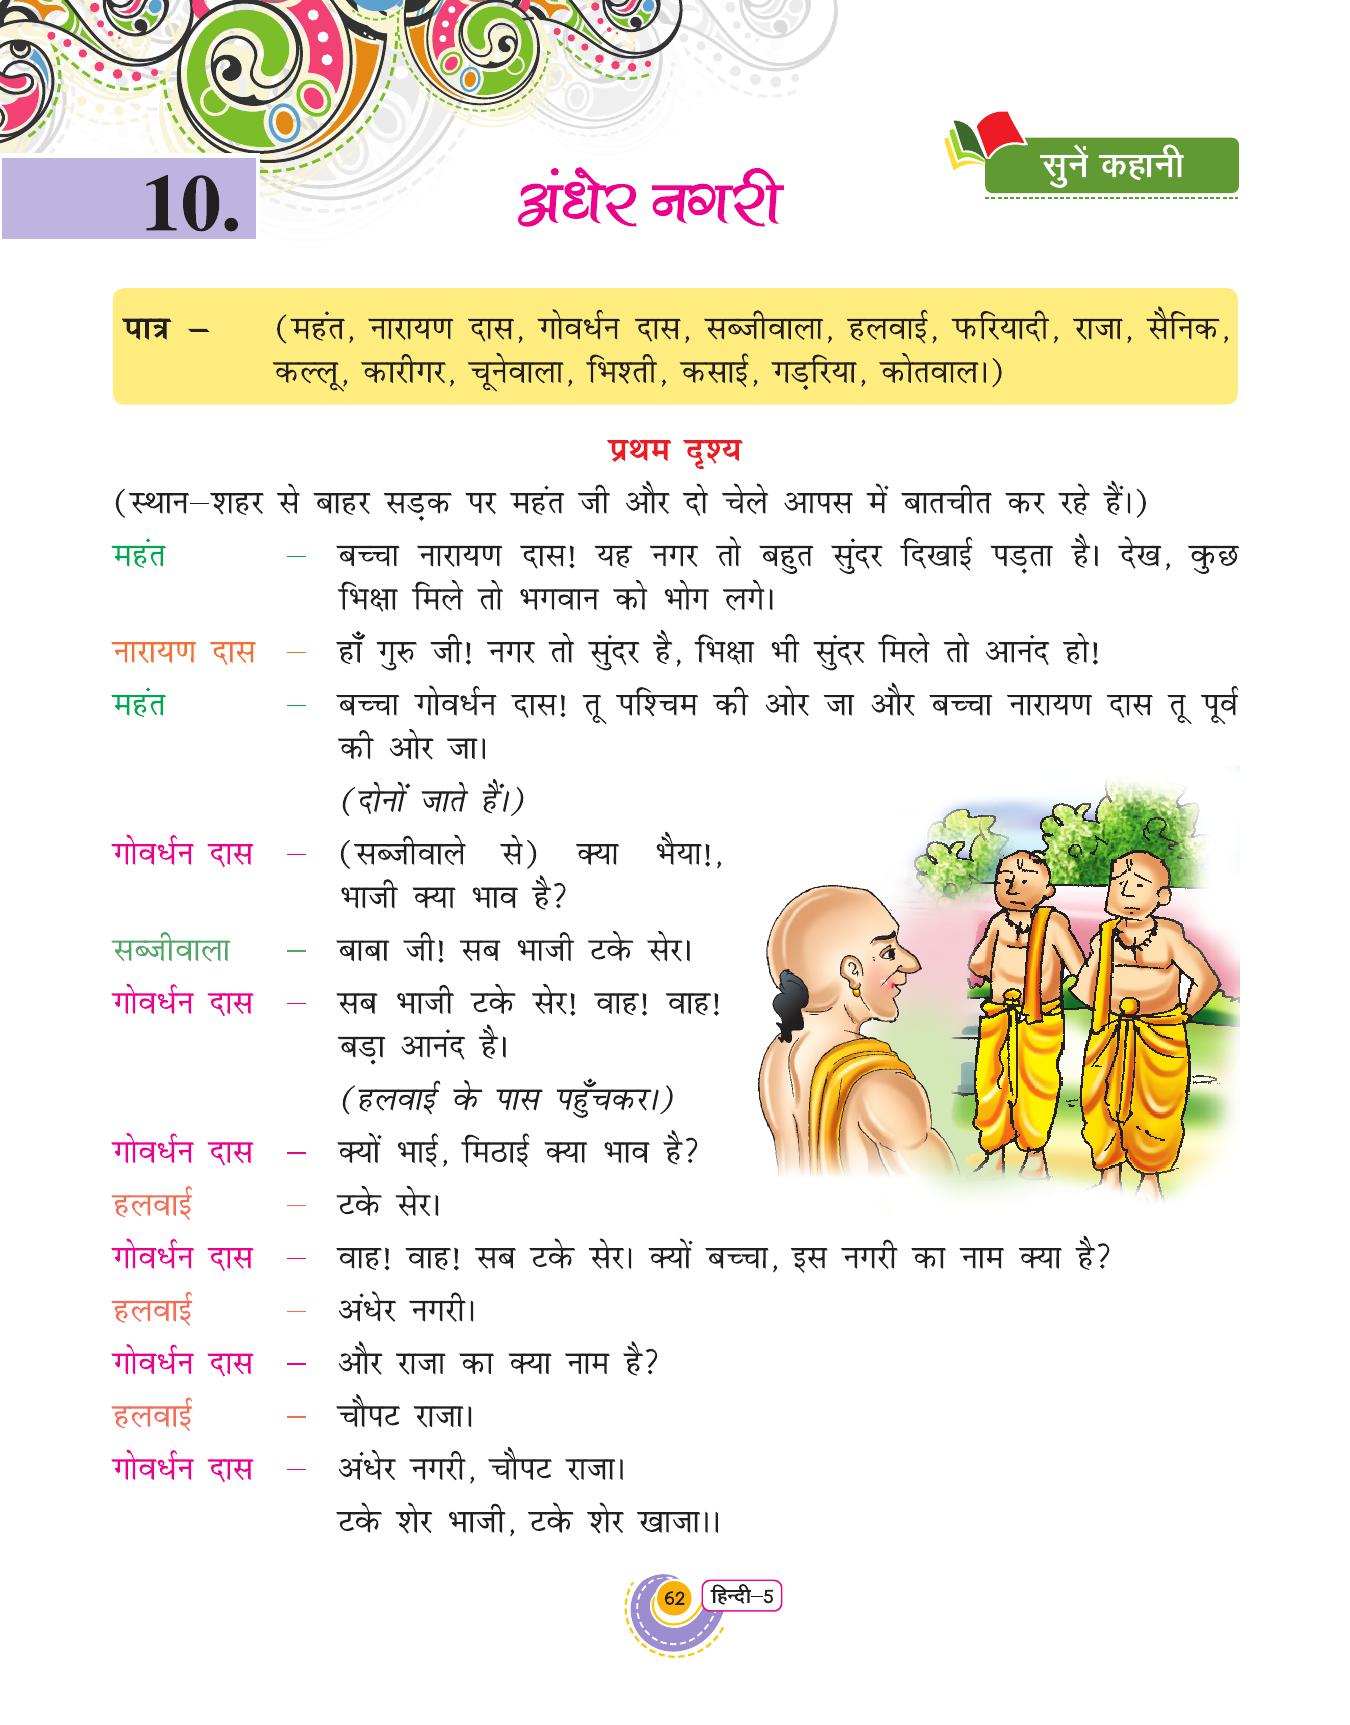 10.
अंधेर नगरी
सुनें कहानी
पात्र – (महंत, नारायण दास, गोवर्धन दास, सब्जीवाला, हलवाई, फरियादी, राजा, सैनिक,
कल्लू, कारीगर, चूनेवाला, भिश्ती, कसाई, गड़रिया, कोतवाल।)
प्रथम दृश्य
(स्थान–शहर से बाहर सड़क पर महंत जी और दो चेले आपस में बातचीत कर रहे हैं।)
महंत – बच्चा नारायण दास! यह नगर तो बहुत सुंदर दिखाई पड़ता है। देख, कुछ
भिक्षा मिले तो भगवान को भोग लगे।
नारायण दास – हाँ गुरु जी! नगर तो सुंदर है, भिक्षा भी सुंदर मिले तो आनंद हो!
महंत – बच्चा गोवर्धन दास! तू पश्चिम की ओर जा और बच्चा नारायण दास तू पूर्व
की ओर जा।
(दोनों जाते हैं।)
गोवर्धन दास – (सब्जीवाले से) क्या भैया!,
भाजी क्या भाव है?
सब्जीवाला – बाबा जी! सब भाजी टके सेर।
गोवर्धन दास – सब भाजी टके सेर! वाह! वाह!
बड़ा आनंद है।
(हलवाई के पास पहुँचकर।)
गोवर्धन दास – क्यों भाई, मिठाई क्या भाव है?
हलवाई – टके सेर।
गोवर्धन दास – वाह! वाह! सब टके सेर। क्यों बच्चा, इस नगरी का नाम क्या है?
हलवाई – अंधेर नगरी।
गोवर्धन दास – और राजा का क्या नाम है?
हलवाई – चौपट राजा।
गोवर्धन दास – अंधेर नगरी, चौपट राजा।
टके शेर भाजी, टके शेर खाजा।।
62 हिन्दी–5